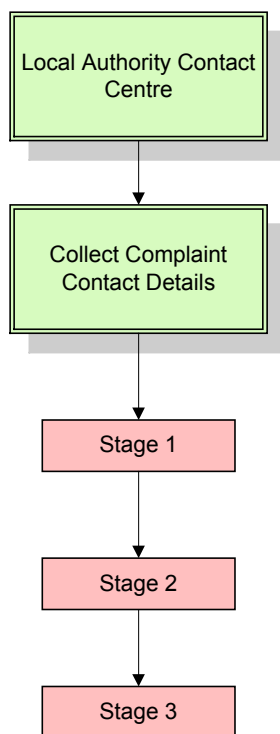 Local Authority Contact
Centre
Collect Complaint
Contact Details
Stage 1
Stage 2
Stage 3